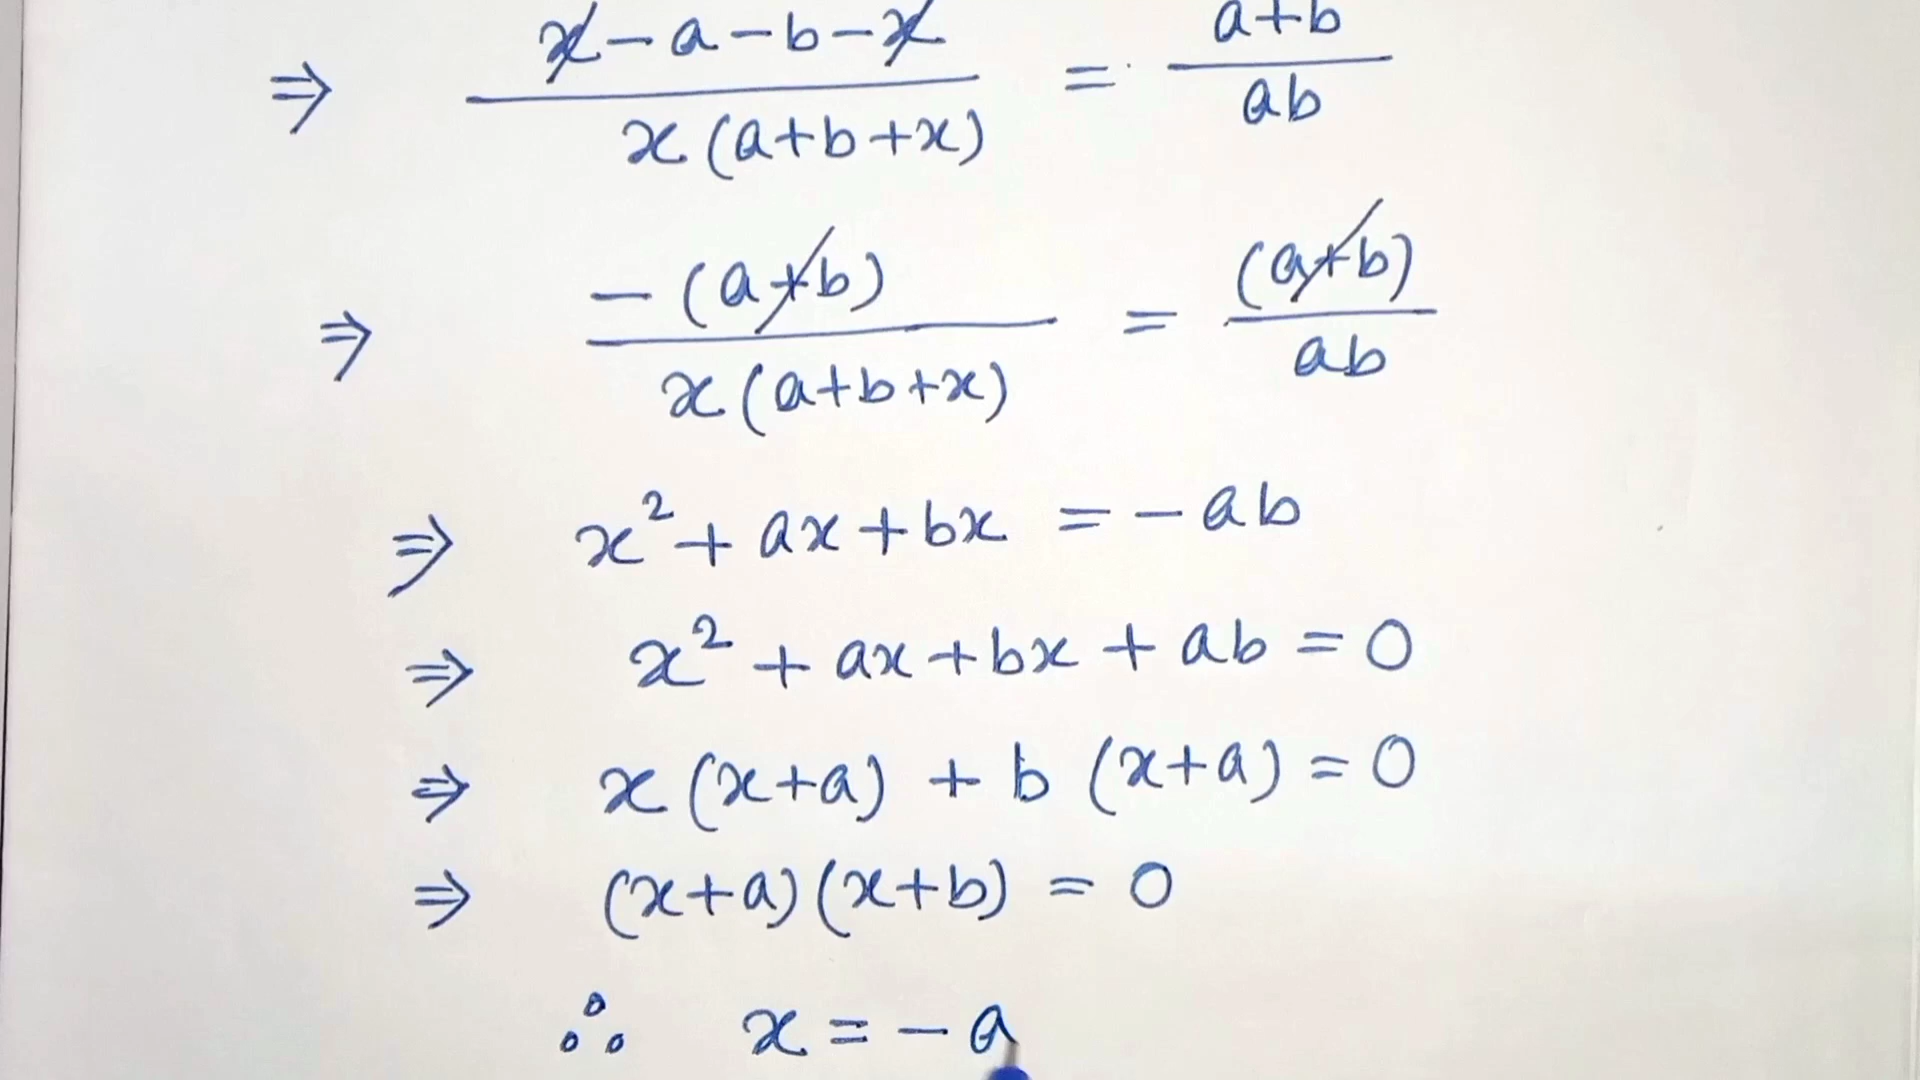 ⇒ x - a - b - x / x (a+b+x) = a+b / ab
⇒ - (a+b) / x (a+b+x) = (a+b) / ab
⇒ x² + ax + bx = - ab
⇒ x² + ax + bx + ab = 0
⇒ x (x+a) + b (x+a) = 0
⇒ (x+a) (x+b) = 0
∴ x = - a